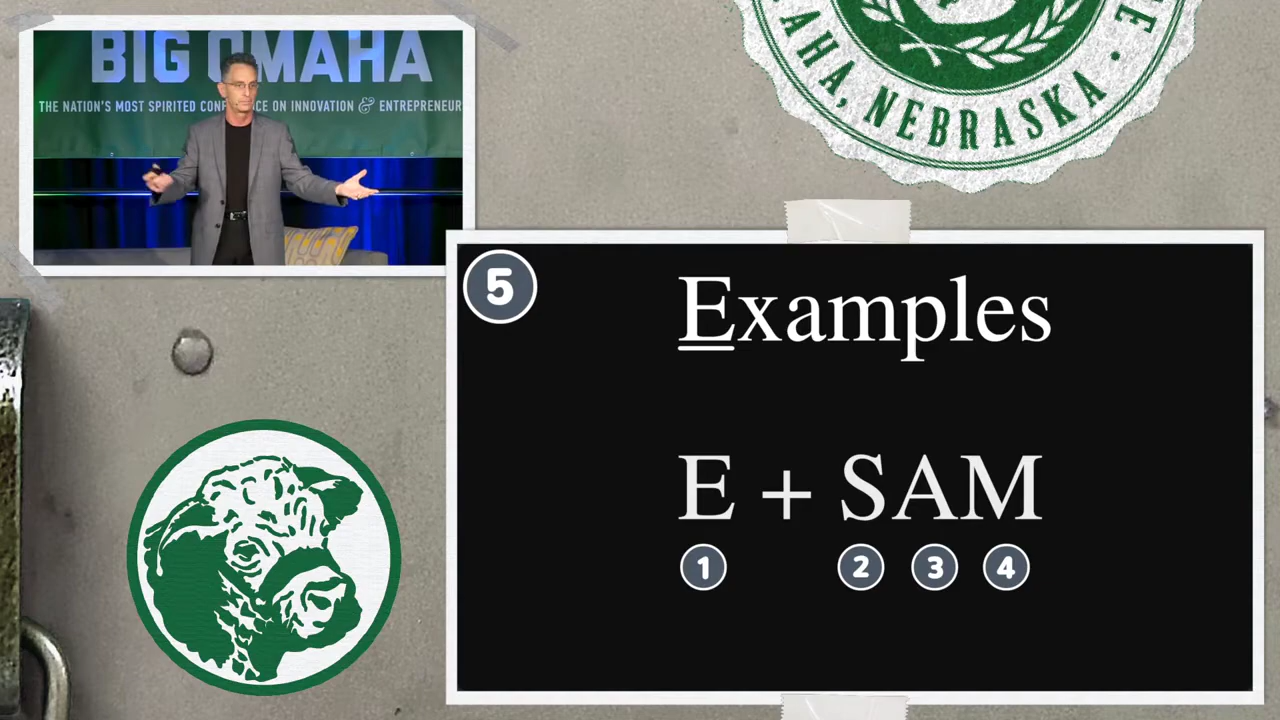 BIG OMAHA
THE NATION'S MOST SPIRITED CONFERENCE ON INNOVATION & ENTREPRENEUR
AHA, NEBRASKA •
5
Examples
E + SAM
1 2 3 4